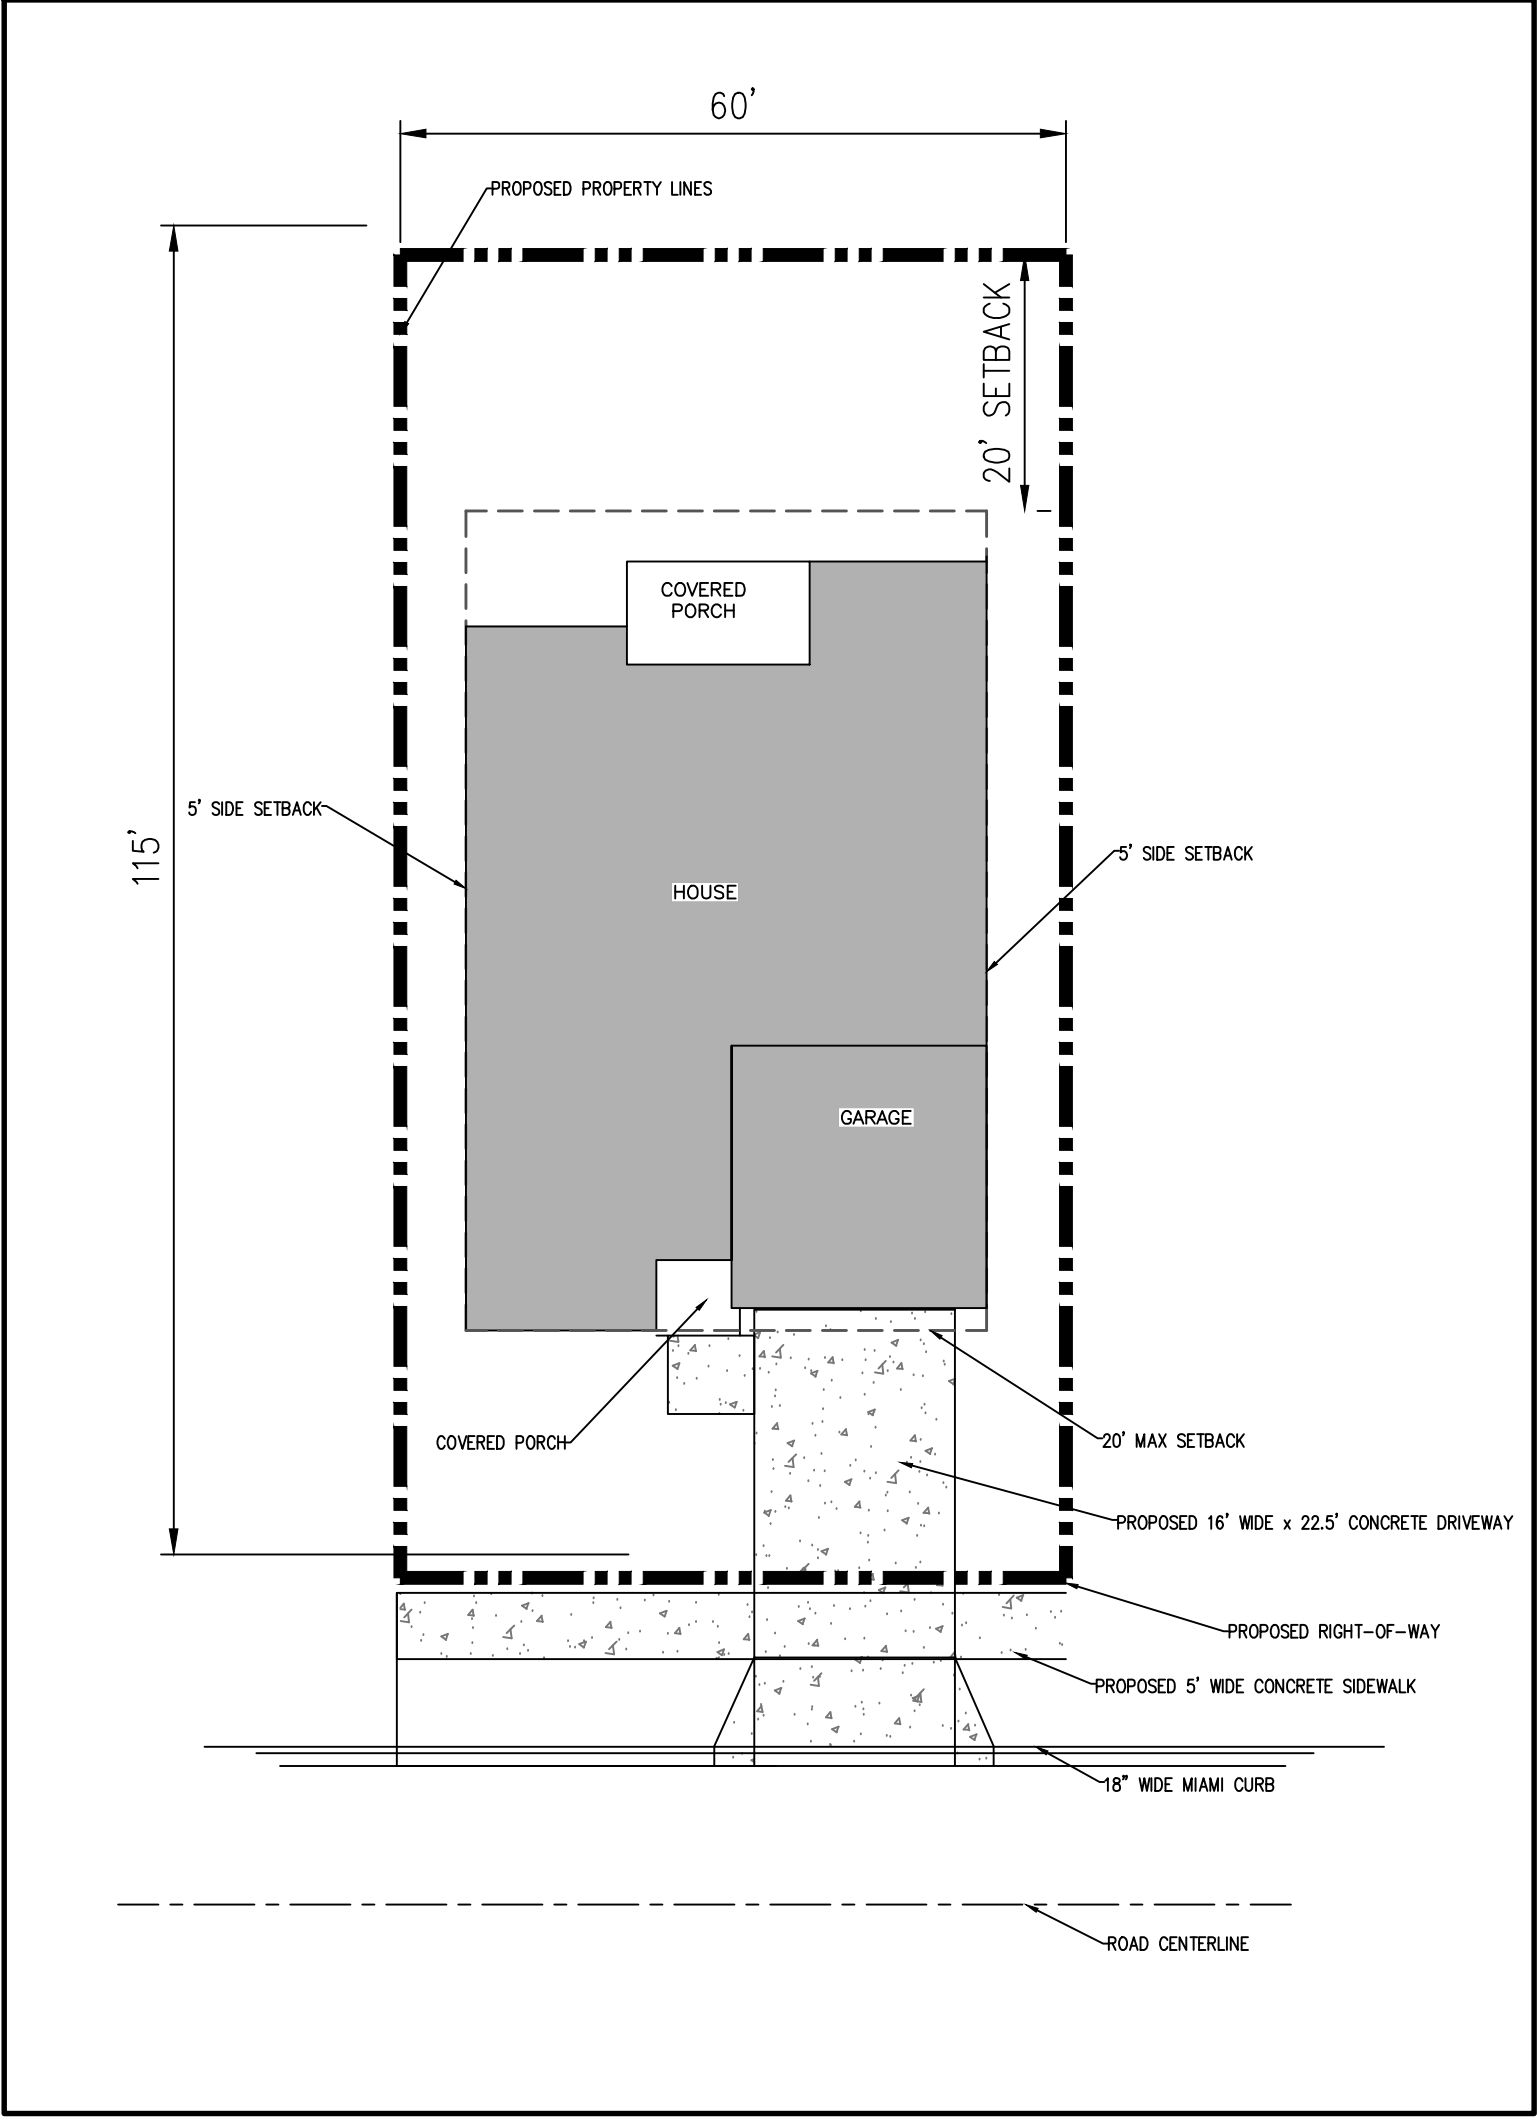 60'
PROPOSED PROPERTY LINES
20' SETBACK
COVERED
PORCH
5' SIDE SETBACK
115'
5' SIDE SETBACK
HOUSE
GARAGE
COVERED PORCH
20' MAX SETBACK
PROPOSED 16' WIDE x 22.5' CONCRETE DRIVEWAY
PROPOSED RIGHT-OF-WAY
PROPOSED 5' WIDE CONCRETE SIDEWALK
18" WIDE MIAMI CURB
ROAD CENTERLINE